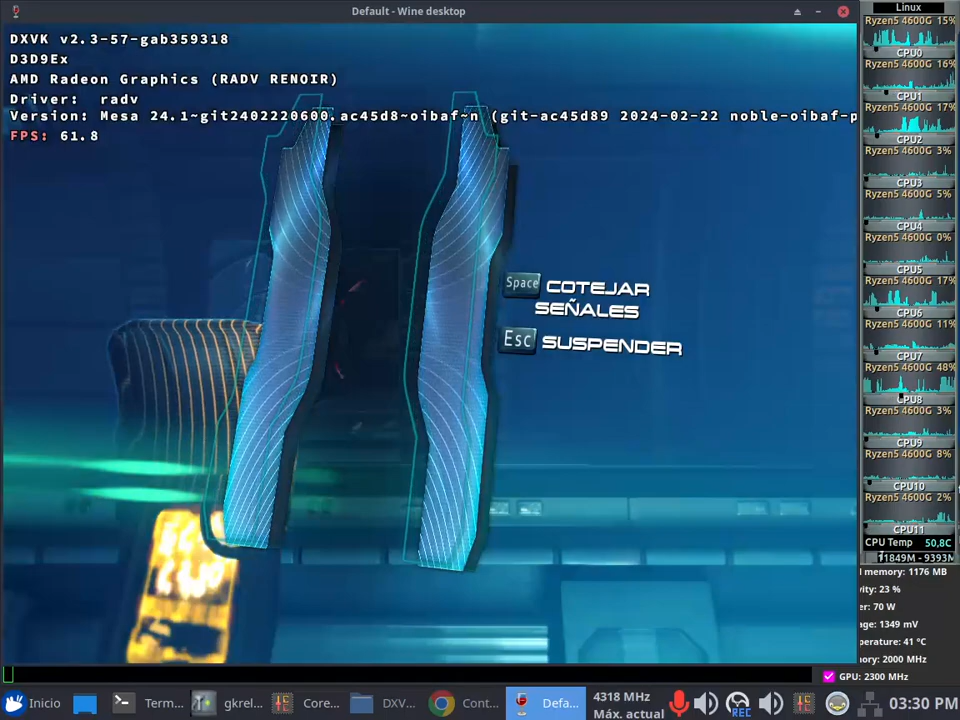 Default - Wine desktop
DXVK v2.3-57-gab359318
D3D9Ex
AMD Radeon Graphics (RADV RENOIR)
Driver: radv
Version: Mesa 24.1~git2402220600.ac45d8~oibaf~n (git-ac45d89 2024-02-22 noble-oibaf-p
FPS: 61.8
Space COTEJAR
SEÑALES
Esc SUSPENDER
Linux
Ryzen5 4600G 15%
CPU0
Ryzen5 4600G 16%
CPU1
Ryzen5 4600G 17%
CPU2
Ryzen5 4600G 3%
CPU3
Ryzen5 4600G 5%
CPU4
Ryzen5 4600G 0%
CPU5
Ryzen5 4600G 17%
CPU6
Ryzen5 4600G 11%
CPU7
Ryzen5 4600G 48%
CPU8
Ryzen5 4600G 3%
CPU9
Ryzen5 4600G 8%
CPU10
Ryzen5 4600G 2%
CPU11
CPU Temp 50,8C
11849M - 9393M
memory: 1176 MB
vity: 23 %
er: 70 W
age: 1349 mV
perature: 41 °C
mory: 2000 MHz
GPU: 2300 MHz
Inicio
Term...
gkrel...
Core...
DXV...
Cont...
Defa...
4318 MHz
Máx. actual
REC
03:30 PM